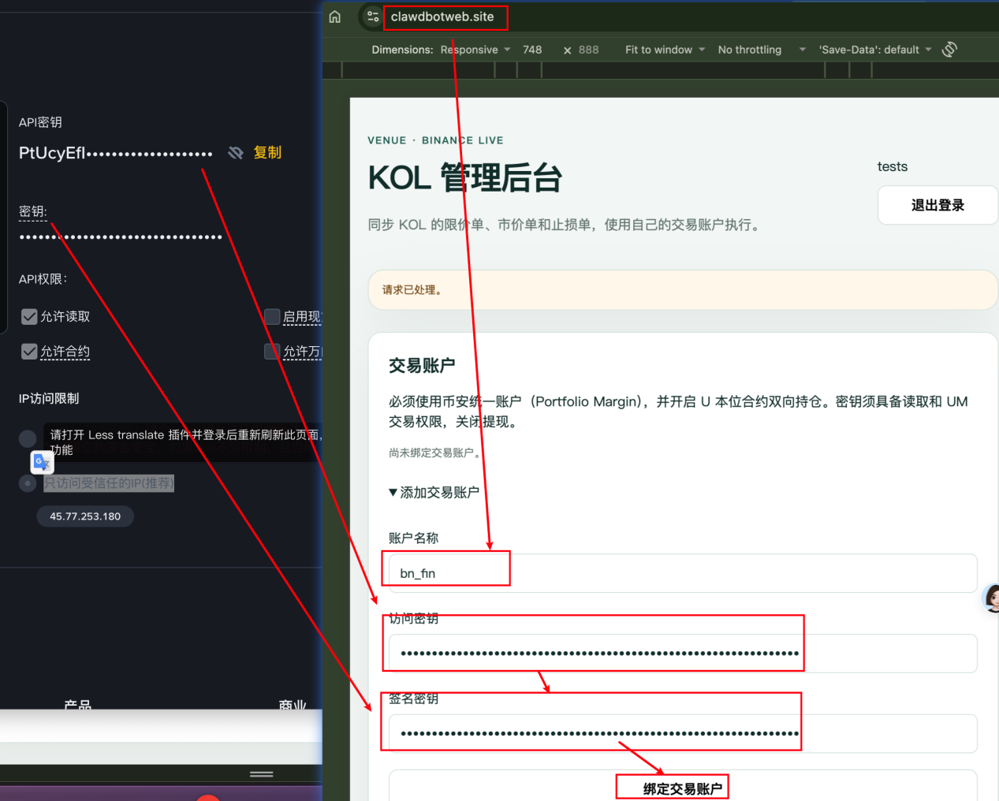 API密钥
PtUcyEfI•••••••••••••••••••• 复制
密钥:
••••••••••••••••••••••••••••••••
API权限:
允许读取
启用现
允许合约
允许万
IP访问限制
请打开 Less translate 插件并登录后重新刷新此页面,
功能
只访问受信任的IP(推荐)
45.77.253.180
产品
商业
clawdbotweb.site
Dimensions: Responsive 748 × 888 Fit to window No throttling 'Save-Data': default
VENUE · BINANCE LIVE
KOL 管理后台
tests
退出登录
同步 KOL 的限价单、市价单和止损单，使用自己的交易账户执行。
请求已处理。
交易账户
必须使用币安统一账户（Portfolio Margin），并开启 U 本位合约双向持仓。密钥须具备读取和 UM
交易权限，关闭提现。
尚未绑定交易账户。
▼添加交易账户
账户名称
bn_fin
访问密钥
••••••••••••••••••••••••••••••••••••••••••••••••••••••••••••••••
签名密钥
••••••••••••••••••••••••••••••••••••••••••••••••••••••••••••••••
绑定交易账户